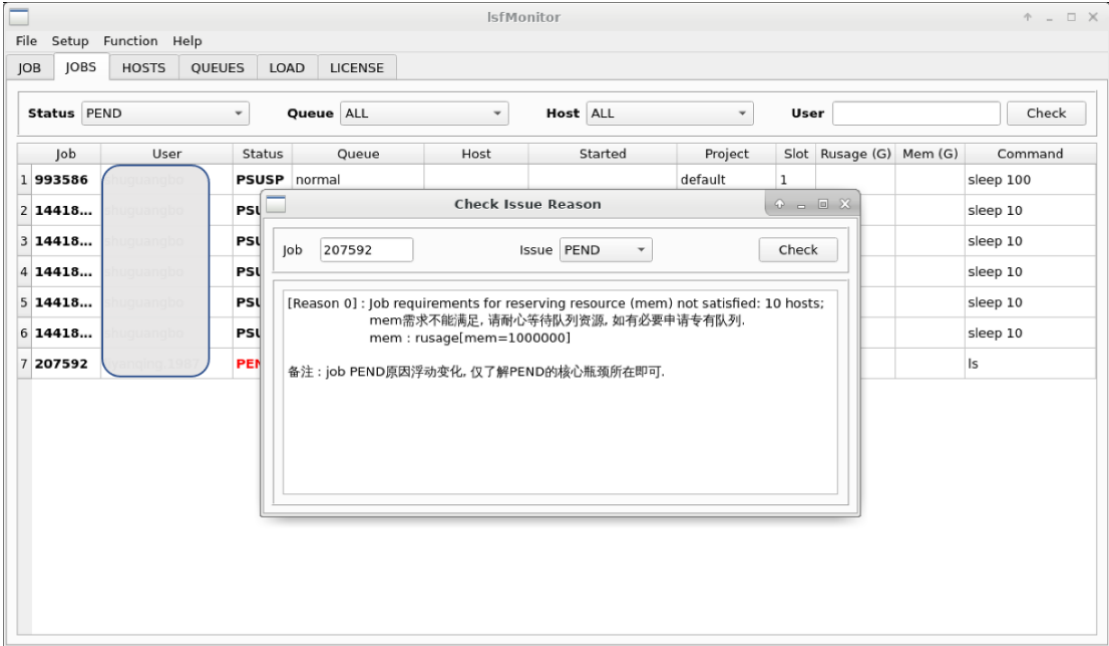 lsfMonitor
File Setup Function Help
JOB JOBS HOSTS QUEUES LOAD LICENSE
Status PEND Queue ALL Host ALL User Check
Job User Status Queue Host Started Project Slot Rusage (G) Mem (G) Command
1 993586 shuguangbo PSUSP normal default 1 sleep 100
2 14418... shuguangbo PSU sleep 10
3 14418... shuguangbo PSU sleep 10
4 14418... shuguangbo PSU sleep 10
5 14418... shuguangbo PSU sleep 10
6 14418... shuguangbo PSU sleep 10
7 207592 PEN ls
Check Issue Reason
Job 207592 Issue PEND Check
[Reason 0] : Job requirements for reserving resource (mem) not satisfied: 10 hosts;
mem需求不能满足, 请耐心等待队列资源, 如有必要申请专有队列.
mem : rusage[mem=1000000]
备注 : job PEND原因浮动变化, 仅了解PEND的核心瓶颈所在即可.